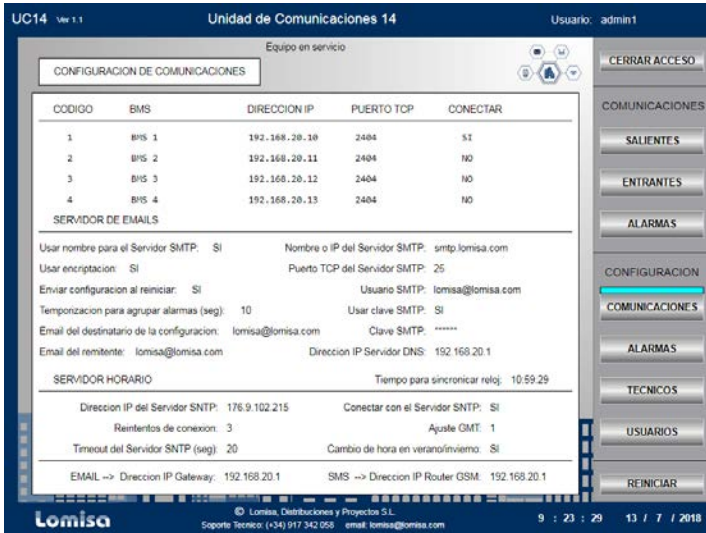 UC14 Ver 1.1 Unidad de Comunicaciones 14 Usuario: admin1
Equipo en servicio
CONFIGURACION DE COMUNICACIONES
CODIGO BMS DIRECCION IP PUERTO TCP CONECTAR
1 BMS 1 192.168.20.10 2404 SI
2 BMS 2 192.168.20.11 2404 NO
3 BMS 3 192.168.20.12 2404 NO
4 BMS 4 192.168.20.13 2404 NO
SERVIDOR DE EMAILS
Usar nombre para el Servidor SMTP: SI Nombre o IP del Servidor SMTP: smtp.lomisa.com
Usar encriptacion: SI Puerto TCP del Servidor SMTP: 25
Enviar configuracion al reiniciar: SI Usuario SMTP: lomisa@lomisa.com
Temporizacion para agrupar alarmas (seg): 10 Usar clave SMTP: SI
Email del destinatario de la configuracion: lomisa@lomisa.com Clave SMTP: ******
Email del remitente: lomisa@lomisa.com Direccion IP Servidor DNS: 192.168.20.1
SERVIDOR HORARIO Tiempo para sincronicar reloj: 10:59:29
Direccion IP del Servidor SNTP: 176.9.102.215 Conectar con el Servidor SNTP: SI
Reintentos de conexion: 3 Ajuste GMT: 1
Timeout del Servidor SNTP (seg): 20 Cambio de hora en verano/invierno: SI
EMAIL --> Direccion IP Gateway: 192.168.20.1 SMS --> Direccion IP Router GSM: 192.168.20.1
CERRAR ACCESO
COMUNICACIONES
SALIENTES
ENTRANTES
ALARMAS
CONFIGURACION
COMUNICACIONES
ALARMAS
TECNICOS
USUARIOS
REINICIAR
Lomisa
© Lomisa, Distribuciones y Proyectos S.L.
Soporte Tecnico: (+34) 917 342 058 email: lomisa@lomisa.com
9 : 23 : 29 13 / 7 / 2018